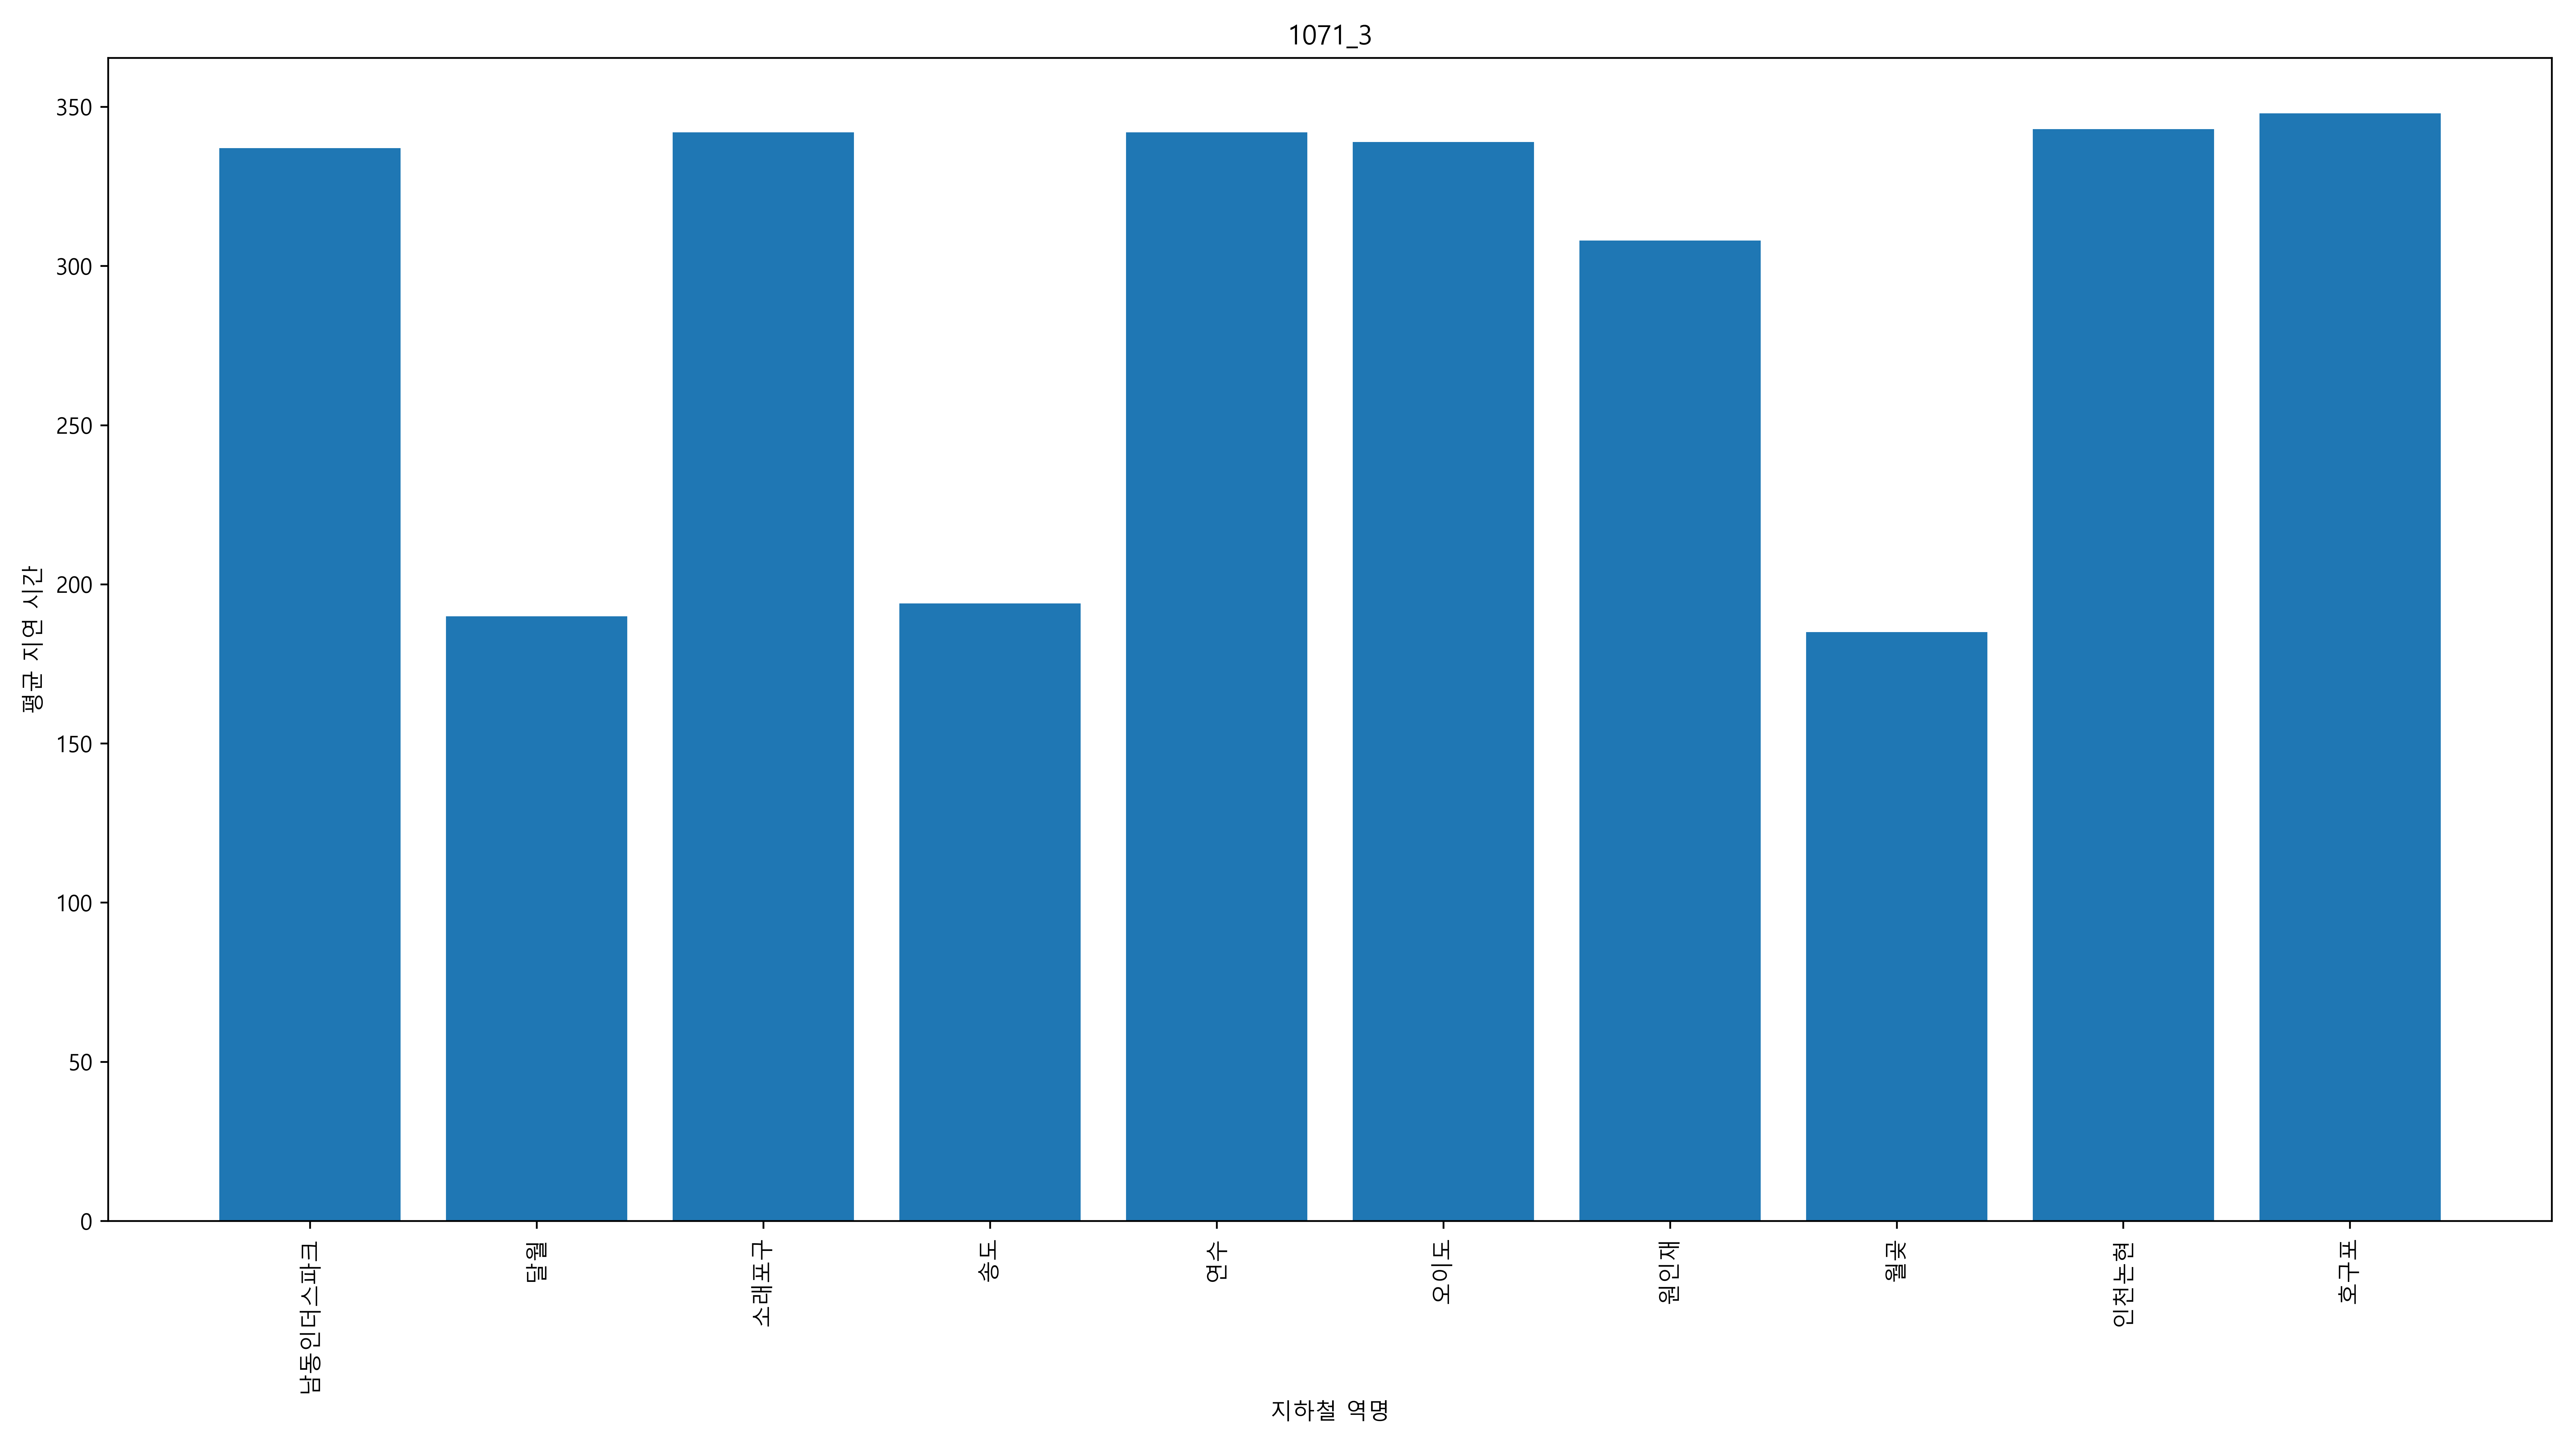 1071_3
평균 지연 시간
350
300
250
200
150
100
50
0
남동인더스파크
달월
소래포구
송도
연수
오이도
원인재
월곶
인천논현
호구포
지하철 역명